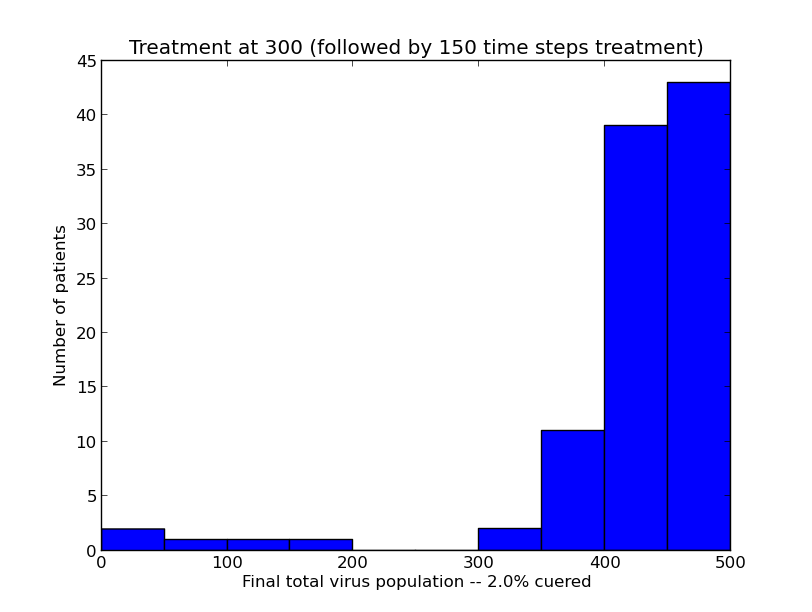 Treatment at 300 (followed by 150 time steps treatment)
45
40
35
30
25
20
15
10
5
0
Number of patients
0 100 200 300 400 500
Final total virus population -- 2.0% cuered